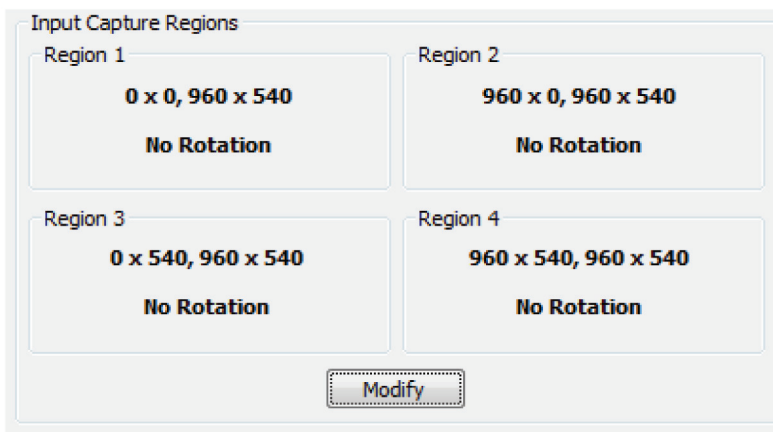 Input Capture Regions
Region 1
0 x 0, 960 x 540
No Rotation
Region 2
960 x 0, 960 x 540
No Rotation
Region 3
0 x 540, 960 x 540
No Rotation
Region 4
960 x 540, 960 x 540
No Rotation
Modify